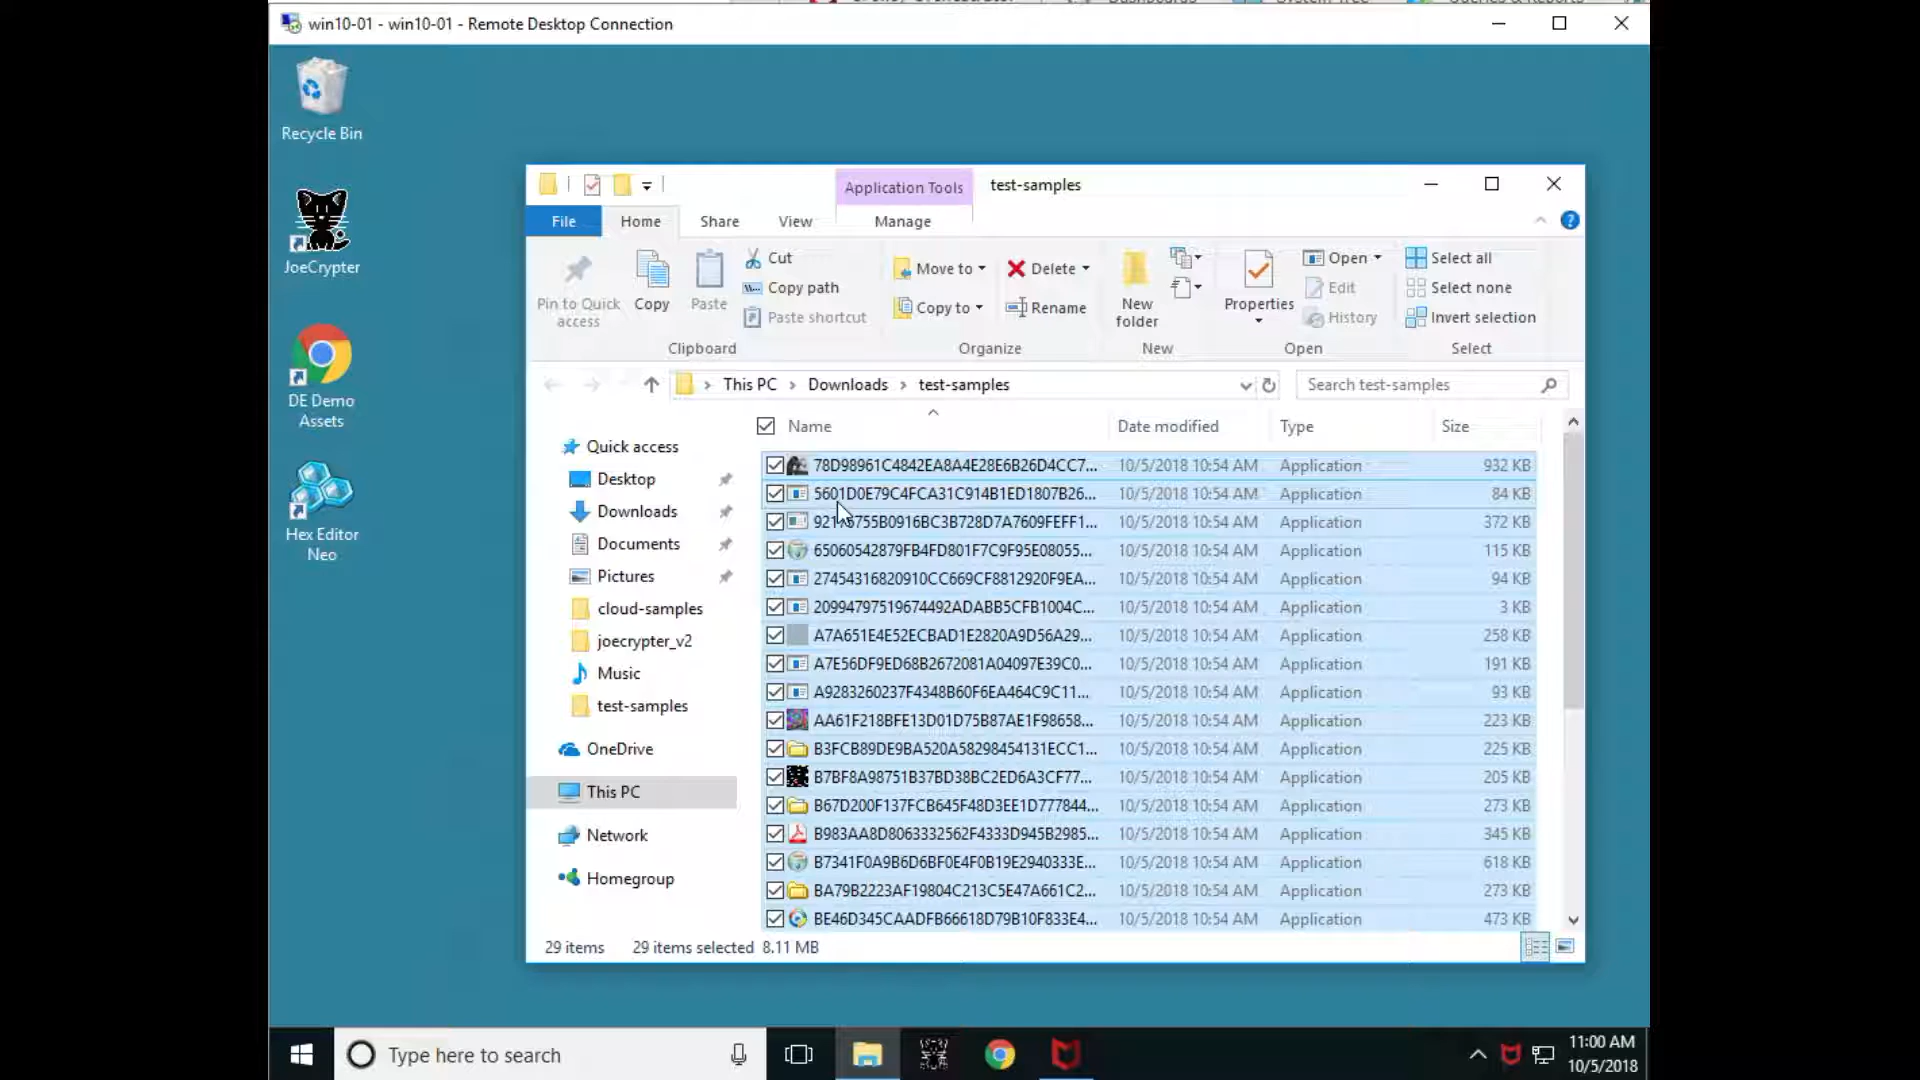 win10-01 - win10-01 - Remote Desktop Connection
Recycle Bin
JoeCrypter
DE Demo
Assets
Hex Editor
Neo
Application Tools
test-samples
File
Home
Share
View
Manage
Pin to Quick
access
Copy
Paste
Cut
Copy path
Paste shortcut
Clipboard
Move to
Copy to
Delete
Rename
Organize
New
folder
New
Properties
Open
Edit
History
Open
Select all
Select none
Invert selection
Select
This PC > Downloads > test-samples
Search test-samples
Quick access
Desktop
Downloads
Documents
Pictures
cloud-samples
joecrypter_v2
Music
test-samples
OneDrive
This PC
Network
Homegroup
Name Date modified Type Size
78D98961C4842EA8A4E28E6B26D4CC7... 10/5/2018 10:54 AM Application 932 KB
5601D0E79C4FCA31C914B1ED1807B26... 10/5/2018 10:54 AM Application 84 KB
10/5/2018 10:54 AM Application 372 KB
65060542879FB4FD801F7C9F95E08055... 10/5/2018 10:54 AM Application 115 KB
27454316820910CC669CF8812920F9EA... 10/5/2018 10:54 AM Application 94 KB
20994797519674492ADABB5CFB1004C... 10/5/2018 10:54 AM Application 3 KB
A7A651E4E52ECBAD1E2820A9D56A29... 10/5/2018 10:54 AM Application 258 KB
A7E56DF9ED68B2672081A04097E39C0... 10/5/2018 10:54 AM Application 191 KB
A9283260237F4348B60F6EA464C9C11... 10/5/2018 10:54 AM Application 93 KB
AA61F218BFE13D01D75B87AE1F98658... 10/5/2018 10:54 AM Application 223 KB
B3FCB89DE9BA520A58298454131ECC1... 10/5/2018 10:54 AM Application 225 KB
B7BF8A98751B37BD38BC2ED6A3CF77... 10/5/2018 10:54 AM Application 205 KB
B67D200F137FCB645F48D3EE1D777844... 10/5/2018 10:54 AM Application 273 KB
B983AA8D8063332562F4333D945B2985... 10/5/2018 10:54 AM Application 345 KB
B7341F0A9B6D6BF0E4F0B19E2940333E... 10/5/2018 10:54 AM Application 618 KB
BA79B2223AF19804C213C5E47A661C2... 10/5/2018 10:54 AM Application 273 KB
BE46D345CAADFB66618D79B10F833E4... 10/5/2018 10:54 AM Application 473 KB
29 items 29 items selected 8.11 MB
Type here to search
11:00 AM
10/5/2018